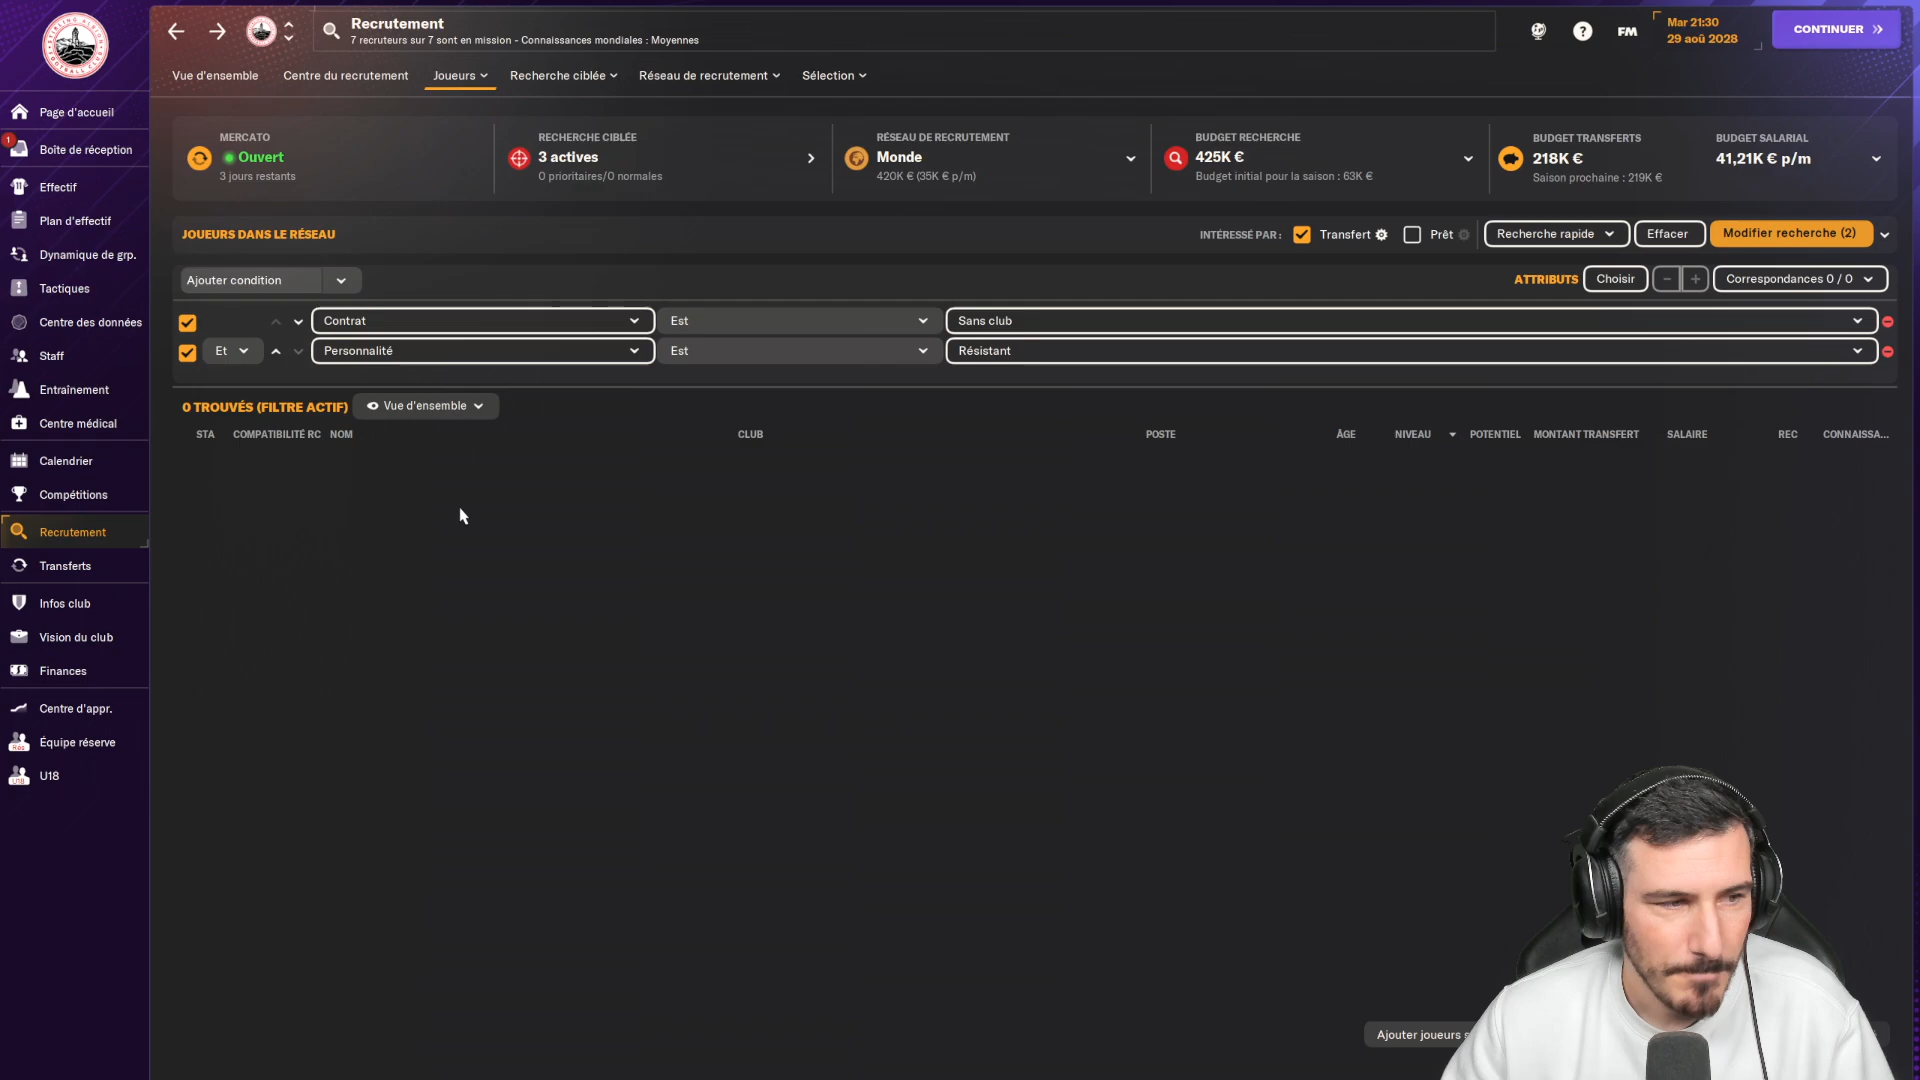 Recrutement
7 recruteurs sur 7 sont en mission - Connaissances mondiales : Moyennes
FM
Mar 21:30
29 aoû 2028
CONTINUER
Vue d'ensemble
Centre du recrutement
Joueurs
Recherche ciblée
Réseau de recrutement
Sélection
Page d'accueil
1
Boîte de réception
Effectif
Plan d'effectif
Dynamique de grp.
Tactiques
Centre des données
Staff
Entraînement
Centre médical
Calendrier
Compétitions
Recrutement
Transferts
Infos club
Vision du club
Finances
Centre d'appr.
Équipe réserve
U18
MERCATO
Ouvert
3 jours restants
RECHERCHE CIBLÉE
3 actives
0 prioritaires/0 normales
RÉSEAU DE RECRUTEMENT
Monde
420K € (35K € p/m)
BUDGET RECHERCHE
425K €
Budget initial pour la saison : 63K €
BUDGET TRANSFERTS
218K €
Saison prochaine : 219K €
BUDGET SALARIAL
41,21K € p/m
JOUEURS DANS LE RÉSEAU
INTÉRESSÉ PAR :
Transfert
Prêt
Recherche rapide
Effacer
Modifier recherche (2)
Ajouter condition
ATTRIBUTS
Choisir
Correspondances 0 / 0
Contrat
Est
Sans club
Et
Personnalité
Est
Résistant
0 TROUVÉS (FILTRE ACTIF)
Vue d'ensemble
STA
COMPATIBILITÉ RC
NOM
CLUB
POSTE
ÂGE
NIVEAU
POTENTIEL
MONTANT TRANSFERT
SALAIRE
REC
CONNAISSA...
Ajouter joueurs